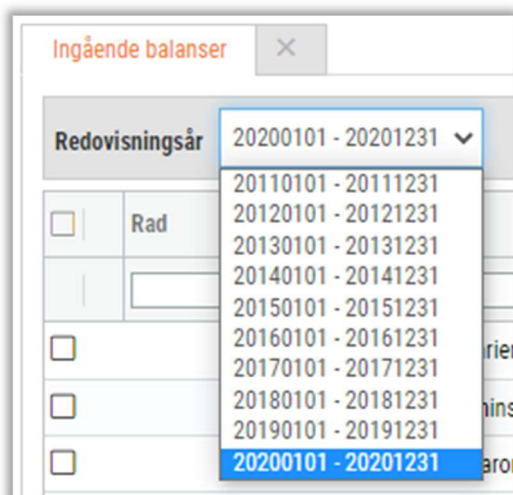 Ingående balanser
Redovisningsår 20200101 - 20201231
Rad
20110101 - 20111231
20120101 - 20121231
20130101 - 20131231
20140101 - 20141231
20150101 - 20151231
20160101 - 20161231
20170101 - 20171231
20180101 - 20181231
20190101 - 20191231
20200101 - 20201231